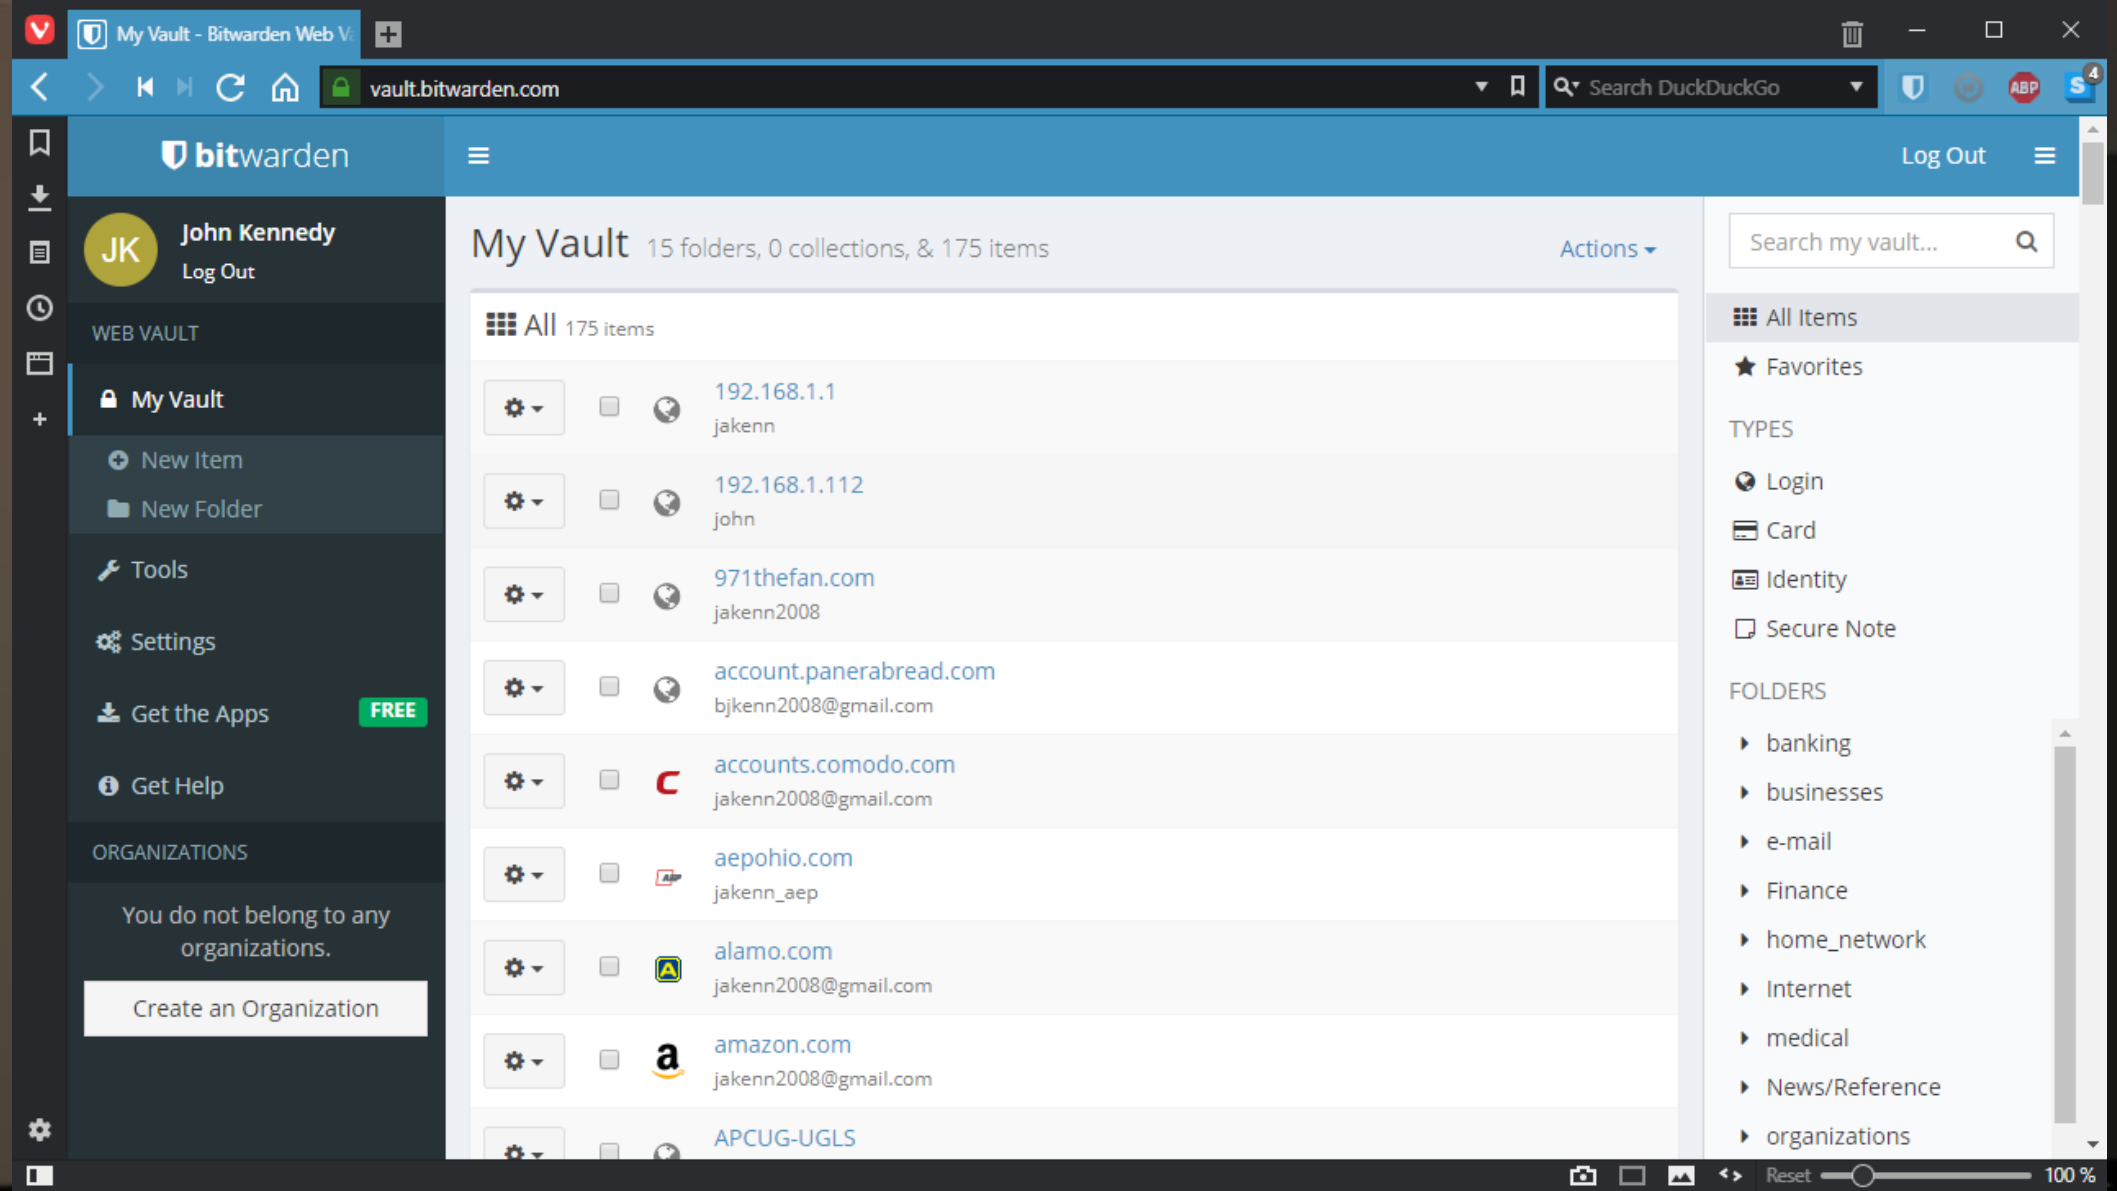 My Vault - Bitwarden Web V
vault.bitwarden.com
Search DuckDuckGo
ABP
S
4
bitwarden
Log Out
JK
John Kennedy
Log Out
WEB VAULT
My Vault
New Item
New Folder
Tools
Settings
Get the Apps
FREE
Get Help
ORGANIZATIONS
You do not belong to any
organizations.
Create an Organization
My Vault 15 folders, 0 collections, & 175 items
Actions
All 175 items
192.168.1.1
jakenn
192.168.1.112
john
971thefan.com
jakenn2008
account.panerabread.com
bjkenn2008@gmail.com
accounts.comodo.com
jakenn2008@gmail.com
aepohio.com
jakenn_aep
alamo.com
jakenn2008@gmail.com
amazon.com
jakenn2008@gmail.com
APCUG-UGLS
Search my vault...
All Items
Favorites
TYPES
Login
Card
Identity
Secure Note
FOLDERS
banking
businesses
e-mail
Finance
home_network
Internet
medical
News/Reference
organizations
Reset
100 %